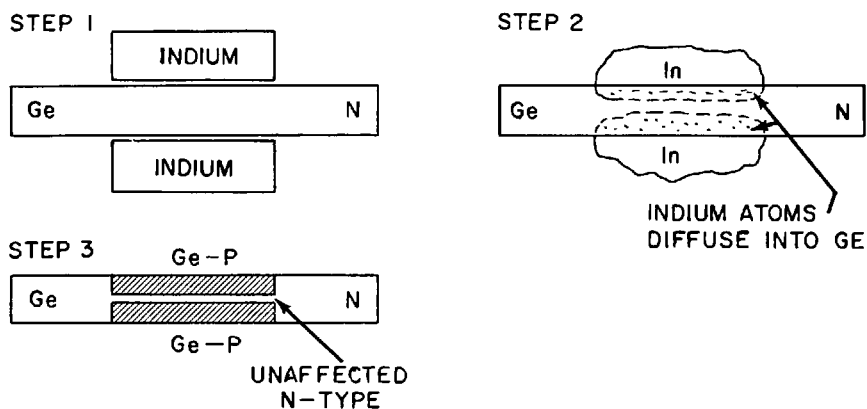 STEP 1
INDIUM
Ge N
INDIUM
STEP 2
In
Ge N
In
INDIUM ATOMS
DIFFUSE INTO GE
STEP 3
Ge-P
Ge N
Ge-P
UNAFFECTED
N-TYPE